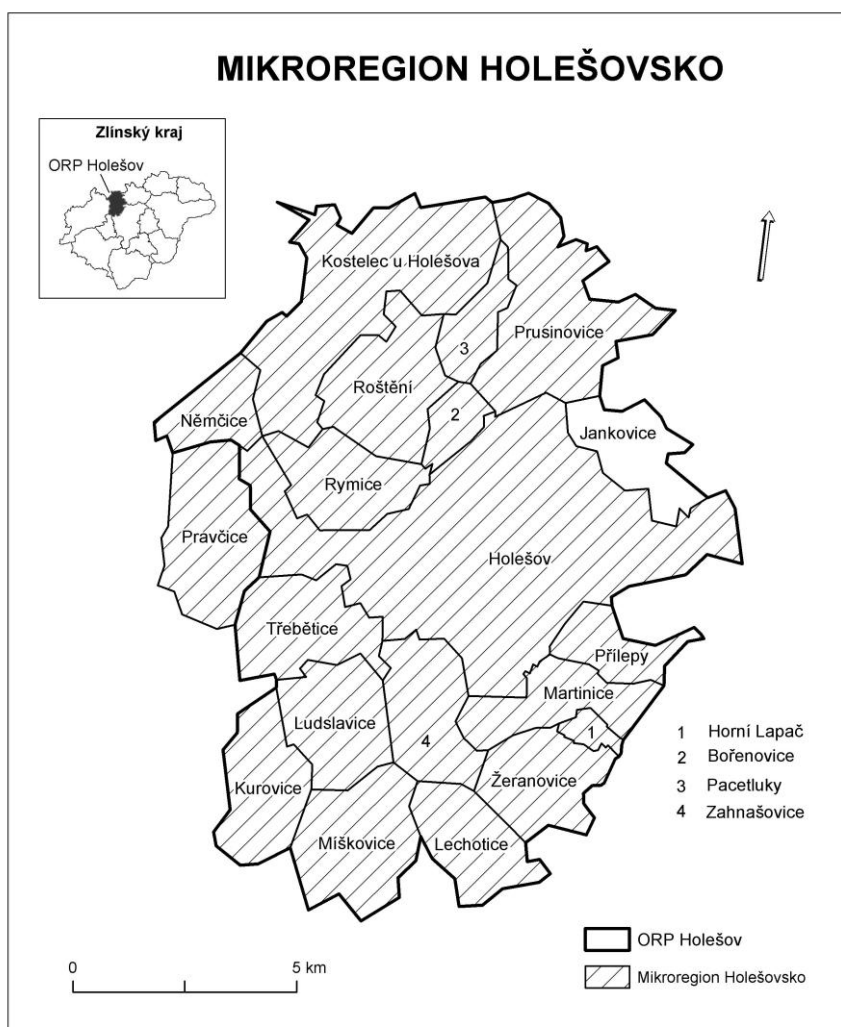 MIKROREGION HOLEŠOVSKO
Zlínský kraj
ORP Holešov
Kostelec u Holešova
Prusinovice
3
Roštění
Němčice
2
Jankovice
Rymice
Pravčice
Holešov
Třebětice
Přílepy
Martinice
Ludslavice
1
4
Žeranovice
Kurovice
Míškovice
Lechotice
1 Horní Lapač
2 Bořenovice
3 Pacetluky
4 Zahnašovice
ORP Holešov
Mikroregion Holešovsko
0 5 km